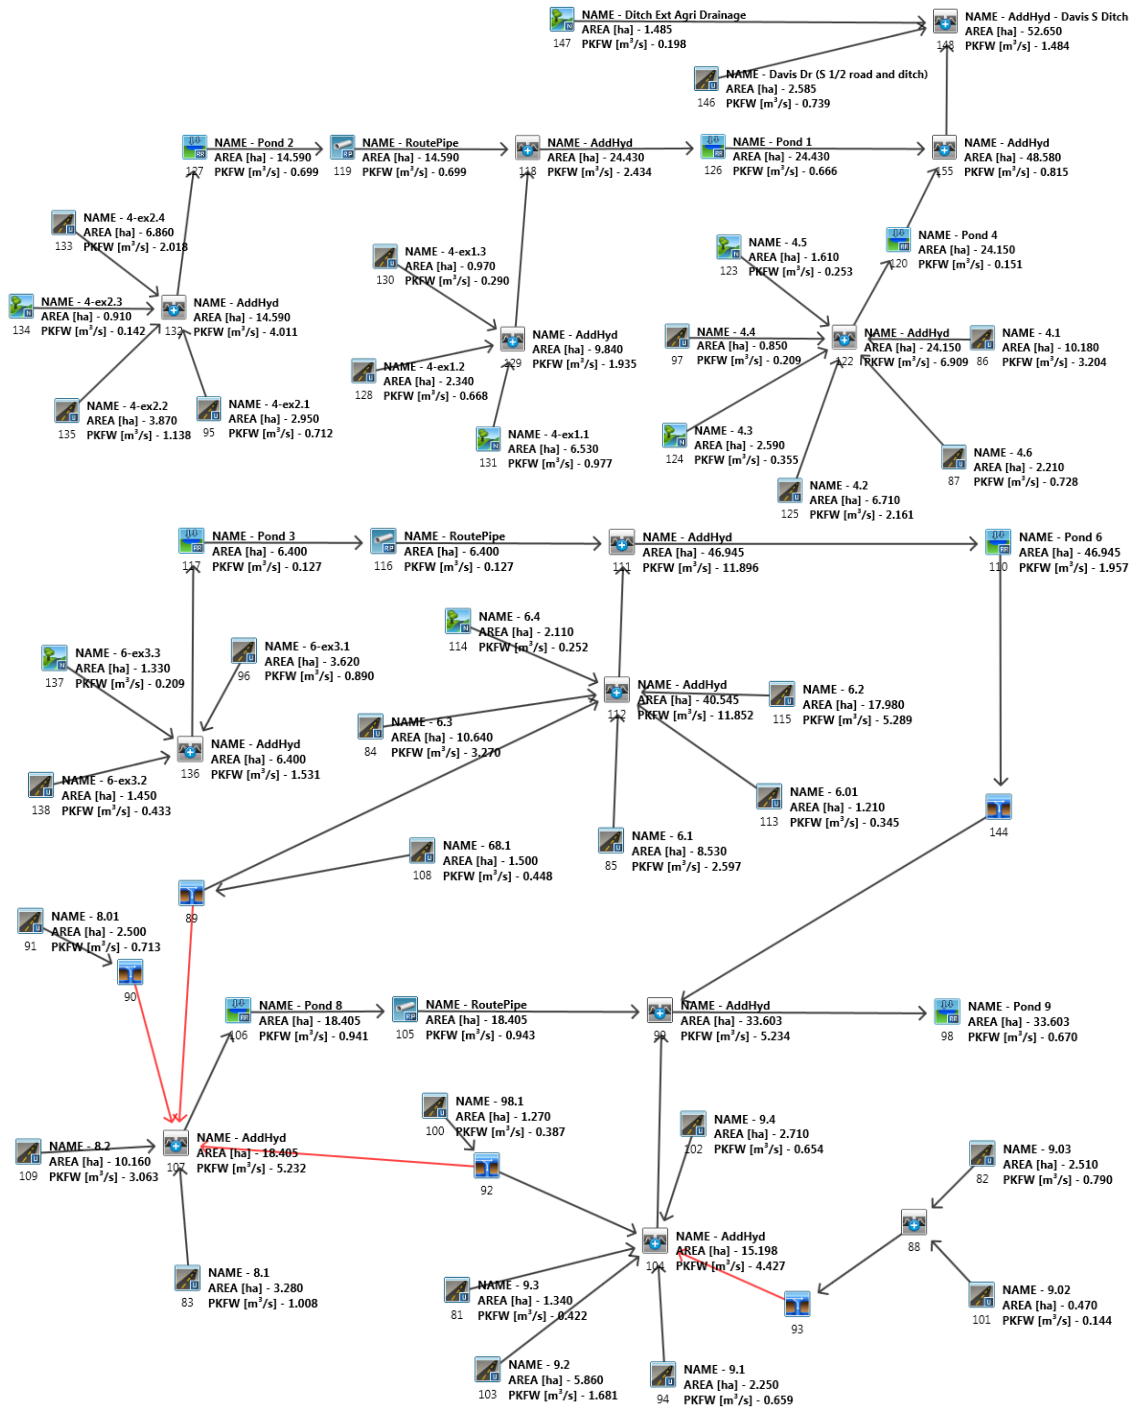 NAME - Ditch Ext Agri Drainage
AREA [ha] - 1.485
PKFW [m³/s] - 0.198
147
NAME - AddHyd - Davis S Ditch
AREA [ha] - 52.650
PKFW [m³/s] - 1.484
148
NAME - Davis Dr (S 1/2 road and ditch)
AREA [ha] - 2.585
PKFW [m³/s] - 0.739
146
NAME - Pond 2
AREA [ha] - 14.590
PKFW [m³/s] - 0.699
127
NAME - RoutePipe
AREA [ha] - 14.590
PKFW [m³/s] - 0.699
119
NAME - AddHyd
AREA [ha] - 24.430
PKFW [m³/s] - 2.434
118
NAME - Pond 1
AREA [ha] - 24.430
PKFW [m³/s] - 0.666
126
NAME - AddHyd
AREA [ha] - 48.580
PKFW [m³/s] - 0.815
155
NAME - 4-ex2.4
AREA [ha] - 6.860
PKFW [m³/s] - 2.018
133
NAME - 4-ex1.3
AREA [ha] - 0.970
PKFW [m³/s] - 0.290
130
NAME - 4.5
AREA [ha] - 1.610
PKFW [m³/s] - 0.253
123
NAME - Pond 4
AREA [ha] - 24.150
PKFW [m³/s] - 0.151
120
NAME - 4-ex2.3
AREA [ha] - 0.910
PKFW [m³/s] - 0.142
134
NAME - AddHyd
AREA [ha] - 14.590
PKFW [m³/s] - 4.011
132
NAME - AddHyd
AREA [ha] - 9.840
PKFW [m³/s] - 1.935
129
NAME - 4.4
AREA [ha] - 0.850
PKFW [m³/s] - 0.209
97
NAME - AddHyd
AREA [ha] - 24.150
PKFW [m³/s] - 6.909
122
NAME - 4.1
AREA [ha] - 10.180
PKFW [m³/s] - 3.204
86
NAME - 4-ex1.2
AREA [ha] - 2.340
PKFW [m³/s] - 0.668
128
NAME - 4-ex2.2
AREA [ha] - 3.870
PKFW [m³/s] - 1.138
135
NAME - 4-ex2.1
AREA [ha] - 2.950
PKFW [m³/s] - 0.712
95
NAME - 4-ex1.1
AREA [ha] - 6.530
PKFW [m³/s] - 0.977
131
NAME - 4.3
AREA [ha] - 2.590
PKFW [m³/s] - 0.355
124
NAME - 4.6
AREA [ha] - 2.210
PKFW [m³/s] - 0.728
87
NAME - 4.2
AREA [ha] - 6.710
PKFW [m³/s] - 2.161
125
NAME - Pond 3
AREA [ha] - 6.400
PKFW [m³/s] - 0.127
117
NAME - RoutePipe
AREA [ha] - 6.400
PKFW [m³/s] - 0.127
116
NAME - AddHyd
AREA [ha] - 46.945
PKFW [m³/s] - 11.896
111
NAME - Pond 6
AREA [ha] - 46.945
PKFW [m³/s] - 1.957
110
NAME - 6.4
AREA [ha] - 2.110
PKFW [m³/s] - 0.252
114
NAME - 6-ex3.3
AREA [ha] - 1.330
PKFW [m³/s] - 0.209
137
NAME - 6-ex3.1
AREA [ha] - 3.620
PKFW [m³/s] - 0.890
96
NAME - AddHyd
AREA [ha] - 40.545
PKFW [m³/s] - 11.852
112
NAME - 6.2
AREA [ha] - 17.980
PKFW [m³/s] - 5.289
115
NAME - 6.3
AREA [ha] - 10.640
PKFW [m³/s] - 3.270
84
NAME - AddHyd
AREA [ha] - 6.400
PKFW [m³/s] - 1.531
136
NAME - 6-ex3.2
AREA [ha] - 1.450
PKFW [m³/s] - 0.433
138
NAME - 6.01
AREA [ha] - 1.210
PKFW [m³/s] - 0.345
113
144
NAME - 6.1
AREA [ha] - 8.530
PKFW [m³/s] - 2.597
85
NAME - 68.1
AREA [ha] - 1.500
PKFW [m³/s] - 0.448
108
89
NAME - 8.01
AREA [ha] - 2.500
PKFW [m³/s] - 0.713
91
90
NAME - Pond 8
AREA [ha] - 18.405
PKFW [m³/s] - 0.941
106
NAME - RoutePipe
AREA [ha] - 18.405
PKFW [m³/s] - 0.943
105
NAME - AddHyd
AREA [ha] - 33.603
PKFW [m³/s] - 5.234
99
NAME - Pond 9
AREA [ha] - 33.603
PKFW [m³/s] - 0.670
98
NAME - 98.1
AREA [ha] - 1.270
PKFW [m³/s] - 0.387
100
NAME - 9.4
AREA [ha] - 2.710
PKFW [m³/s] - 0.654
102
NAME - 8.2
AREA [ha] - 10.160
PKFW [m³/s] - 3.063
109
NAME - AddHyd
AREA [ha] - 18.405
PKFW [m³/s] - 5.232
107
92
NAME - 9.03
AREA [ha] - 2.510
PKFW [m³/s] - 0.790
82
88
NAME - AddHyd
AREA [ha] - 15.198
PKFW [m³/s] - 4.427
104
NAME - 8.1
AREA [ha] - 3.280
PKFW [m³/s] - 1.008
83
NAME - 9.3
AREA [ha] - 1.340
PKFW [m³/s] - 0.422
81
93
NAME - 9.02
AREA [ha] - 0.470
PKFW [m³/s] - 0.144
101
NAME - 9.2
AREA [ha] - 5.860
PKFW [m³/s] - 1.681
103
NAME - 9.1
AREA [ha] - 2.250
PKFW [m³/s] - 0.659
94